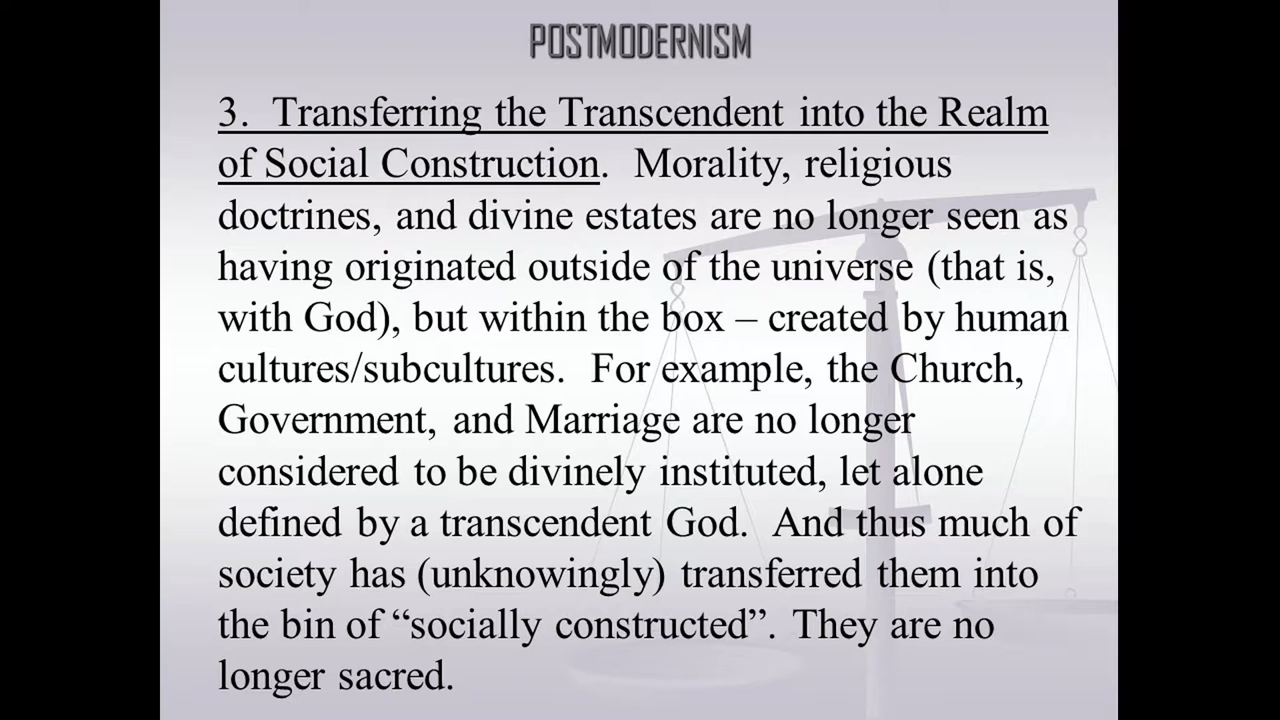 POSTMODERNISM
3. Transferring the Transcendent into the Realm
of Social Construction. Morality, religious
doctrines, and divine estates are no longer seen as
having originated outside of the universe (that is,
with God), but within the box – created by human
cultures/subcultures. For example, the Church,
Government, and Marriage are no longer
considered to be divinely instituted, let alone
defined by a transcendent God. And thus much of
society has (unknowingly) transferred them into
the bin of “socially constructed”. They are no
longer sacred.